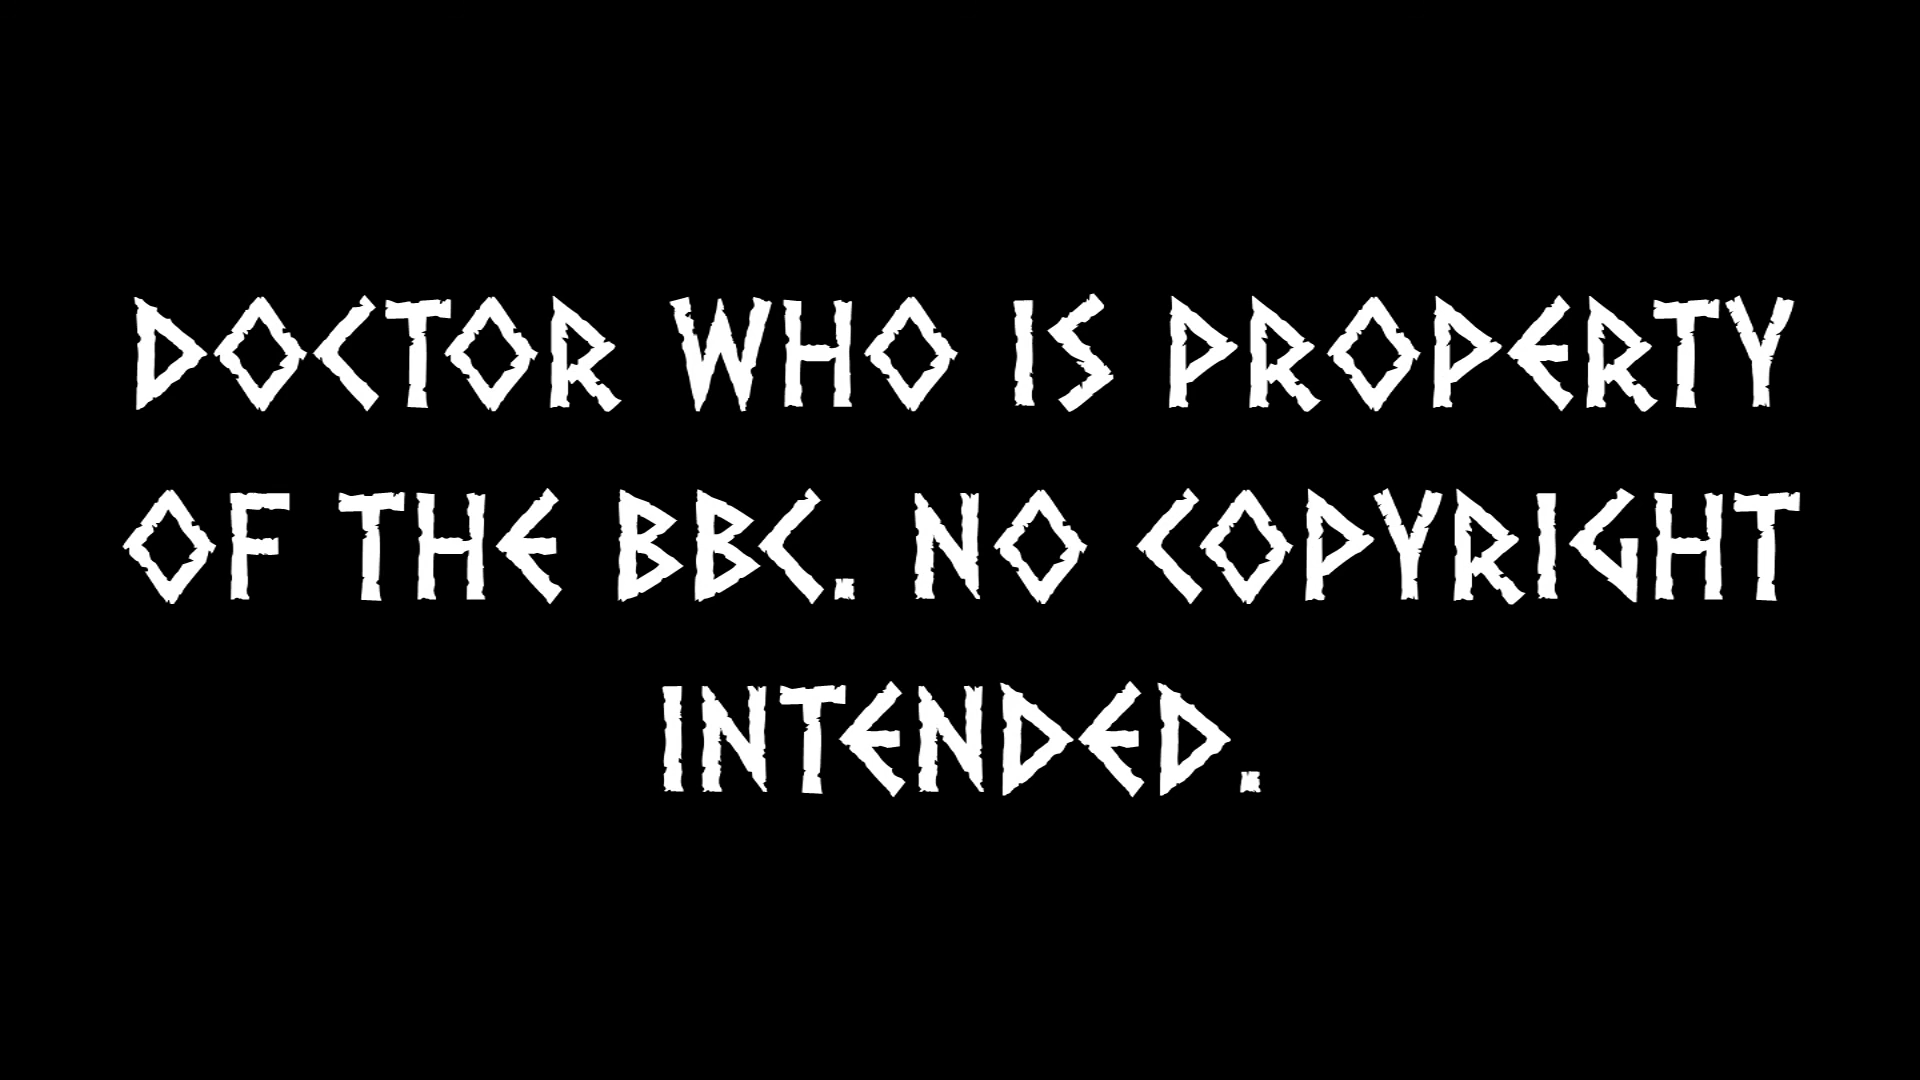 DOCTOR WHO IS PROPERTY
OF THE BBC. NO COPYRIGHT
INTENDED.